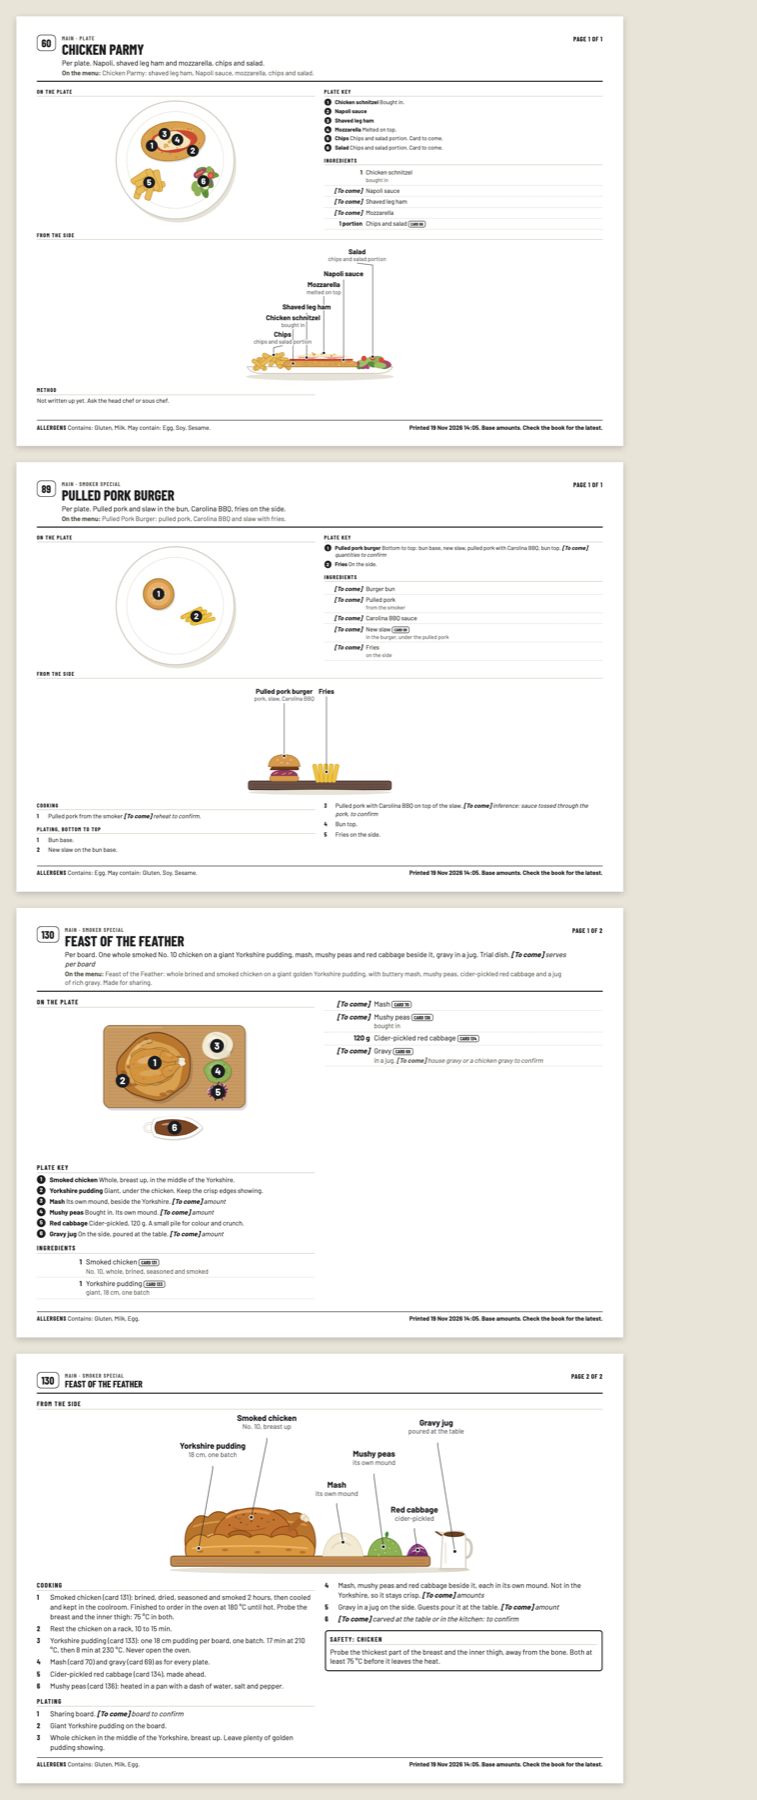 60
MAIN · PLATE
CHICKEN PARMY
PAGE 1 OF 1
Per plate. Napoli, shaved leg ham and mozzarella, chips and salad.
On the menu: Chicken Parmy: shaved leg ham, Napoli sauce, mozzarella, chips and salad.
ON THE PLATE
1
3
4
2
5
6
PLATE KEY
1 Chicken schnitzel Bought in.
2 Napoli sauce
3 Shaved leg ham
4 Mozzarella Melted on top.
5 Chips Chips and salad portion. Card to come.
6 Salad Chips and salad portion. Card to come.
INGREDIENTS
1 Chicken schnitzel
bought in
[To come] Napoli sauce
[To come] Shaved leg ham
[To come] Mozzarella
1 portion Chips and salad
FROM THE SIDE
Salad
chips and salad portion
Napoli sauce
Mozzarella
melted on top
Shaved leg ham
Chicken schnitzel
bought in
Chips
chips and salad portion
METHOD
Not written up yet. Ask the head chef or sous chef.
ALLERGENS Contains: Gluten, Milk. May contain: Egg, Soy, Sesame.
Printed 19 Nov 2026 14:05. Base amounts. Check the book for the latest.
89
MAIN · SMOKER SPECIAL
PULLED PORK BURGER
PAGE 1 OF 1
Per plate. Pulled pork and slaw in the bun, Carolina BBQ, fries on the side.
On the menu: Pulled Pork Burger: pulled pork, Carolina BBQ and slaw with fries.
ON THE PLATE
1
2
PLATE KEY
1 Pulled pork burger Bottom to top: bun base, new slaw, pulled pork with Carolina BBQ, bun top. [To come]
quantities to confirm
2 Fries On the side.
INGREDIENTS
[To come] Burger bun
[To come] Pulled pork
from the smoker
[To come] Carolina BBQ sauce
[To come] New slaw
in the burger, under the pulled pork
[To come] Fries
on the side
FROM THE SIDE
Pulled pork burger
pork, slaw, Carolina BBQ
Fries
COOKING
1 Pulled pork from the smoker [To come] reheat to confirm.
PLATING, BOTTOM TO TOP
1 Bun base.
2 New slaw on the bun base.
3 Pulled pork with Carolina BBQ on top of the slaw. [To come] inference: sauce tossed through the
pork, to confirm
4 Bun top.
5 Fries on the side.
ALLERGENS Contains: Egg. May contain: Gluten, Soy, Sesame.
Printed 19 Nov 2026 14:05. Base amounts. Check the book for the latest.
130
MAIN · SMOKER SPECIAL
FEAST OF THE FEATHER
PAGE 1 OF 2
Per board. One whole smoked No. 10 chicken on a giant Yorkshire pudding, mash, mushy peas and red cabbage beside it, gravy in a jug. Trial dish. [To come] serves
per board
On the menu: Feast of the Feather: whole brined and smoked chicken on a giant golden Yorkshire pudding, with buttery mash, mushy peas, cider-pickled red cabbage and a jug
of rich gravy. Made for sharing.
ON THE PLATE
1
2
3
4
5
6
PLATE KEY
1 Smoked chicken Whole, breast up, in the middle of the Yorkshire.
2 Yorkshire pudding Giant, under the chicken. Keep the crisp edges showing.
3 Mash Its own mound, beside the Yorkshire. [To come] amount
4 Mushy peas Bought in. Its own mound. [To come] amount
5 Red cabbage Cider-pickled, 120 g. A small pile for colour and crunch.
6 Gravy jug On the side, poured at the table. [To come] amount
INGREDIENTS
1 Smoked chicken CARD 131
No. 10, whole, brined, seasoned and smoked
1 Yorkshire pudding CARD 133
giant, 18 cm, one batch
[To come] Mash CARD 70
[To come] Mushy peas CARD 136
bought in
120 g Cider-pickled red cabbage CARD 134
[To come] Gravy CARD 69
in a jug. [To come] house gravy or a chicken gravy to confirm
ALLERGENS Contains: Gluten, Milk, Egg.
Printed 19 Nov 2026 14:05. Base amounts. Check the book for the latest.
130
MAIN · SMOKER SPECIAL
FEAST OF THE FEATHER
PAGE 2 OF 2
FROM THE SIDE
Smoked chicken
No. 10, breast up
Gravy jug
poured at the table
Yorkshire pudding
18 cm, one batch
Mushy peas
its own mound
Mash
its own mound
Red cabbage
cider-pickled
COOKING
1 Smoked chicken (card 131): brined, dried, seasoned and smoked 2 hours, then cooled
and kept in the coolroom. Finished to order in the oven at 180 °C until hot. Probe the
breast and the inner thigh: 75 °C in both.
2 Rest the chicken on a rack, 10 to 15 min.
3 Yorkshire pudding (card 133): one 18 cm pudding per board, one batch. 17 min at 210
°C, then 8 min at 230 °C. Never open the oven.
4 Mash (card 70) and gravy (card 69) as for every plate.
5 Cider-pickled red cabbage (card 134), made ahead.
6 Mushy peas (card 136): heated in a pan with a dash of water, salt and pepper.
PLATING
1 Sharing board. [To come] board to confirm
2 Giant Yorkshire pudding on the board.
3 Whole chicken in the middle of the Yorkshire, breast up. Leave plenty of golden
pudding showing.
4 Mash, mushy peas and red cabbage beside it, each in its own mound. Not in the
Yorkshire, so it stays crisp. [To come] amounts
5 Gravy in a jug on the side. Guests pour it at the table. [To come] amount
6 [To come] carved at the table or in the kitchen: to confirm
SAFETY: CHICKEN
Probe the thickest part of the breast and the inner thigh, away from the bone. Both at
least 75 °C before it leaves the heat.
ALLERGENS Contains: Gluten, Milk, Egg.
Printed 19 Nov 2026 14:05. Base amounts. Check the book for the latest.